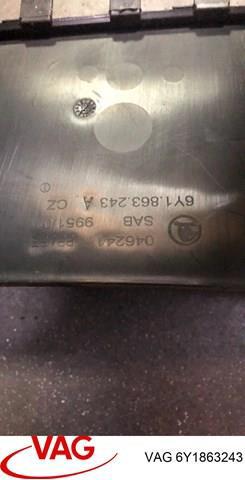 6Y1.863.243 A CZ
SAB 9951/
046241
VAG
VAG 6Y1863243